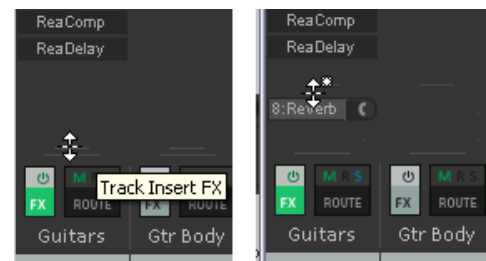 ReaComp
ReaDelay
M
Track Insert FX
FX
ROUTE
FX
ROUTE
Guitars
Gtr Body
ReaComp
ReaDelay
8:Reverb
M R S
M R S
FX
ROUTE
FX
ROUTE
Guitars
Gtr Body